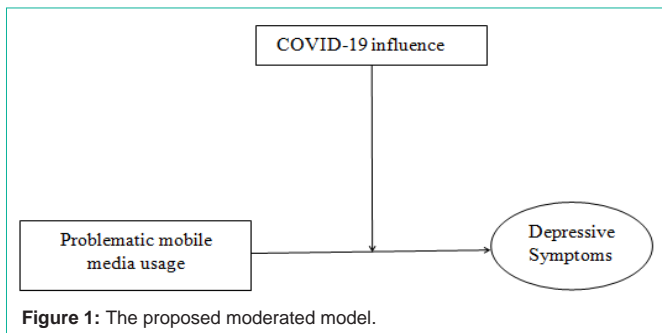 COVID-19 influence
Problematic mobile
media usage
Depressive
Symptoms
Figure 1: The proposed moderated model.